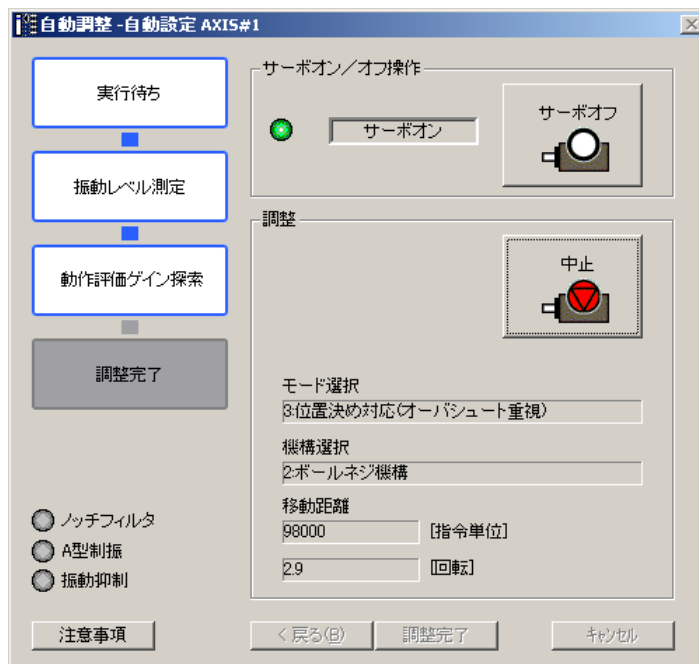 自動調整 -自動設定 AXIS#1
実行待ち
振動レベル測定
動作評価ゲイン探索
調整完了
ノッチフィルタ
A型制振
振動抑制
サーボオン／オフ操作
サーボオン
サーボオフ
調整
中止
モード選択
3:位置決め対応(オーバシュート重視)
機構選択
2:ボールネジ機構
移動距離
98000 [指令単位]
2.9 [回転]
注意事項
< 戻る(B)
調整完了
キャンセル